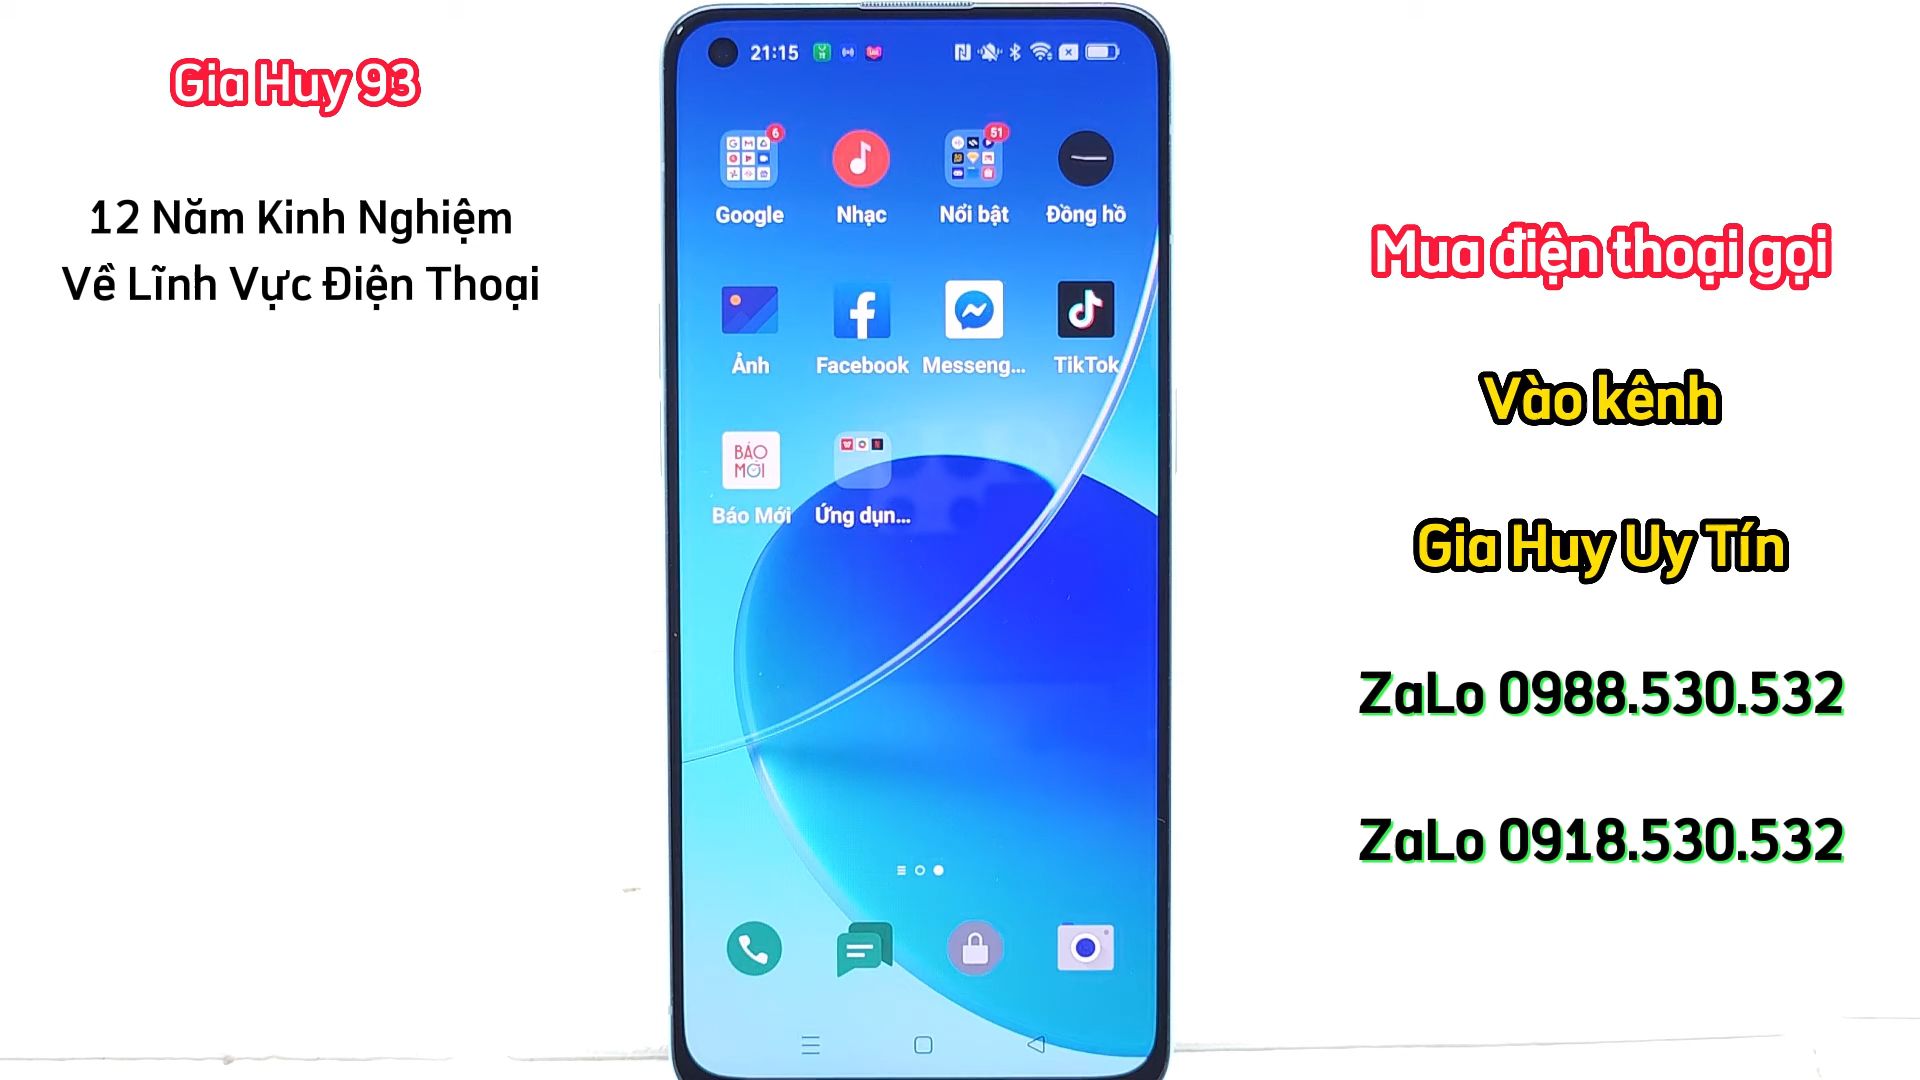 Gia Huy 93
12 Năm Kinh Nghiệm
Về Lĩnh Vực Điện Thoại
21:15
6
51
Google
Nhạc
Nổi bật
Đồng hồ
Ảnh
Facebook
Messeng...
TikTok
BÁO
MỚI
Báo Mới
Ứng dụn...
Mua điện thoại gọi
Vào kênh
Gia Huy Uy Tín
ZaLo 0988.530.532
ZaLo 0918.530.532